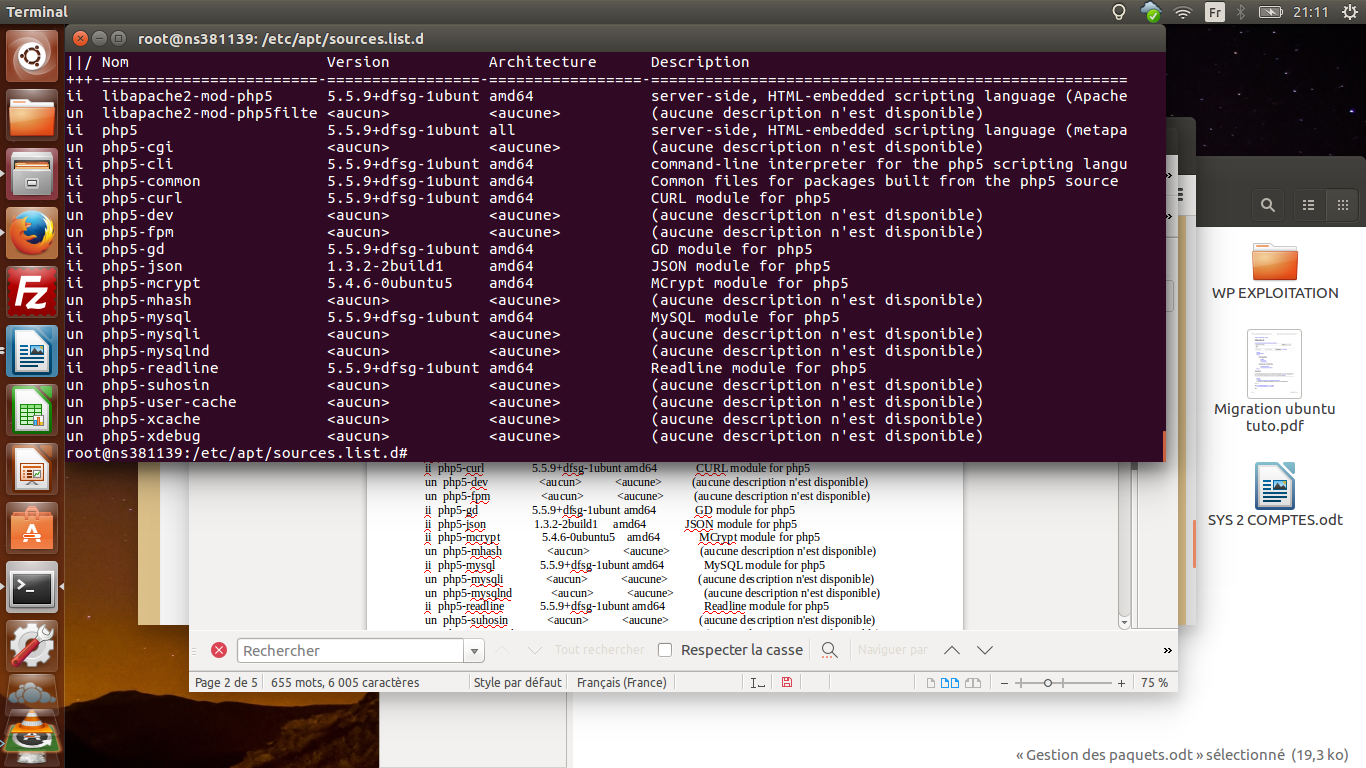 Terminal
Fr
21:11
root@ns381139: /etc/apt/sources.list.d
||/ Nom Version Architecture Description
+++-========================-=================-=================-=====================================================
ii libapache2-mod-php5 5.5.9+dfsg-1ubunt amd64 server-side, HTML-embedded scripting language (Apache
un libapache2-mod-php5filte <aucun> <aucune> (aucune description n'est disponible)
ii php5 5.5.9+dfsg-1ubunt all server-side, HTML-embedded scripting language (metapa
un php5-cgi <aucun> <aucune> (aucune description n'est disponible)
ii php5-cli 5.5.9+dfsg-1ubunt amd64 command-line interpreter for the php5 scripting langu
ii php5-common 5.5.9+dfsg-1ubunt amd64 Common files for packages built from the php5 source
ii php5-curl 5.5.9+dfsg-1ubunt amd64 CURL module for php5
un php5-dev <aucun> <aucune> (aucune description n'est disponible)
un php5-fpm <aucun> <aucune> (aucune description n'est disponible)
ii php5-gd 5.5.9+dfsg-1ubunt amd64 GD module for php5
ii php5-json 1.3.2-2build1 amd64 JSON module for php5
ii php5-mcrypt 5.4.6-0ubuntu5 amd64 MCrypt module for php5
un php5-mhash <aucun> <aucune> (aucune description n'est disponible)
ii php5-mysql 5.5.9+dfsg-1ubunt amd64 MySQL module for php5
un php5-mysqli <aucun> <aucune> (aucune description n'est disponible)
un php5-mysqlnd <aucun> <aucune> (aucune description n'est disponible)
ii php5-readline 5.5.9+dfsg-1ubunt amd64 Readline module for php5
un php5-suhosin <aucun> <aucune> (aucune description n'est disponible)
un php5-user-cache <aucun> <aucune> (aucune description n'est disponible)
un php5-xcache <aucun> <aucune> (aucune description n'est disponible)
un php5-xdebug <aucun> <aucune> (aucune description n'est disponible)
root@ns381139:/etc/apt/sources.list.d#
ii php5-curl 5.5.9+dfsg-1ubunt amd64 CURL module for php5
un php5-dev <aucun> <aucune> (aucune description n'est disponible)
un php5-fpm <aucun> <aucune> (aucune description n'est disponible)
ii php5-gd 5.5.9+dfsg-1ubunt amd64 GD module for php5
ii php5-json 1.3.2-2build1 amd64 JSON module for php5
ii php5-mcrypt 5.4.6-0ubuntu5 amd64 MCrypt module for php5
un php5-mhash <aucun> <aucune> (aucune description n'est disponible)
ii php5-mysql 5.5.9+dfsg-1ubunt amd64 MySQL module for php5
un php5-mysqli <aucun> <aucune> (aucune description n'est disponible)
un php5-mysqlnd <aucun> <aucune> (aucune description n'est disponible)
ii php5-readline 5.5.9+dfsg-1ubunt amd64 Readline module for php5
un php5-suhosin <aucun> <aucune> (aucune description n'est disponible)
Rechercher
Tout rechercher
Respecter la casse
Naviguer par
Page 2 de 5
655 mots, 6 005 caractères
Style par défaut
Français (France)
75 %
WP EXPLOITATION
Migration ubuntu
tuto.pdf
SYS 2 COMPTES.odt
« Gestion des paquets.odt » sélectionné (19,3 ko)